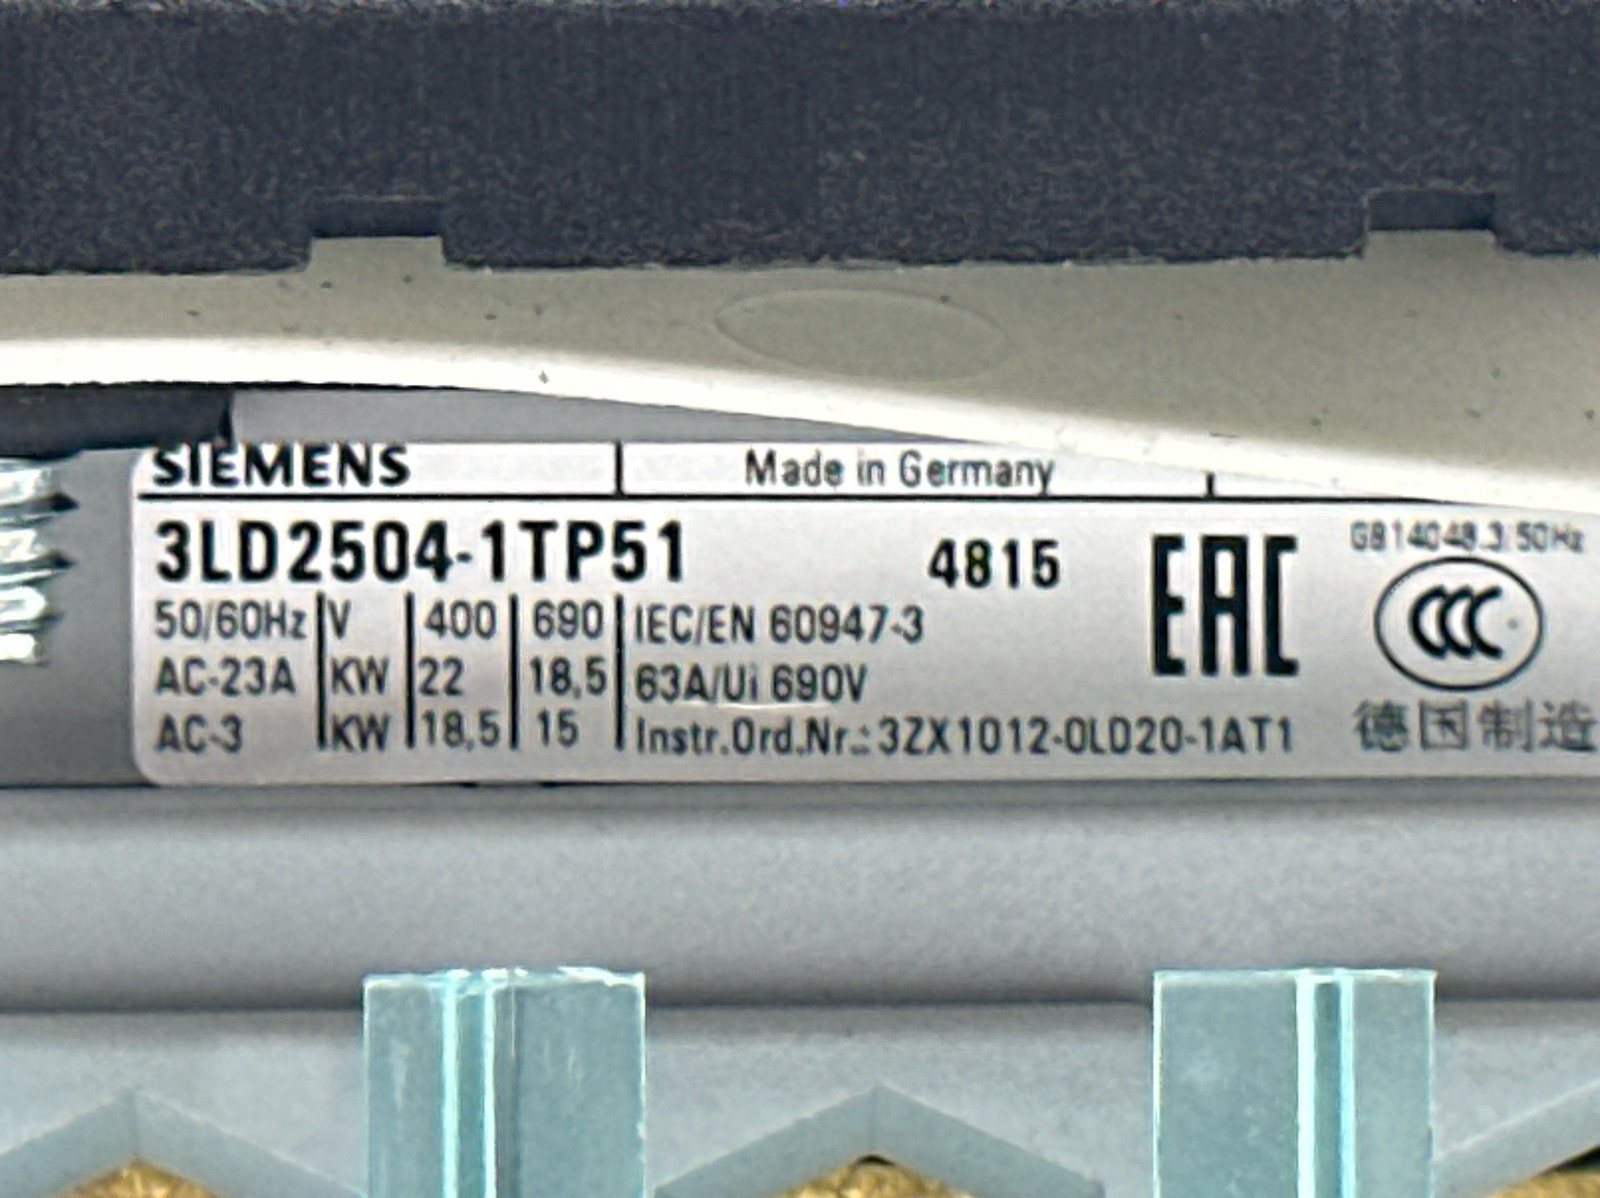 SIEMENS Made in Germany
3LD2504-1TP51 4815 EAC GB14048.3 50Hz
50/60Hz V 400 690 IEC/EN 60947-3 CCC
AC-23A KW 22 18,5 63A/Ui 690V
AC-3 KW 18,5 15 Instr.Ord.Nr.:3ZX1012-0LD20-1AT1 德国制造